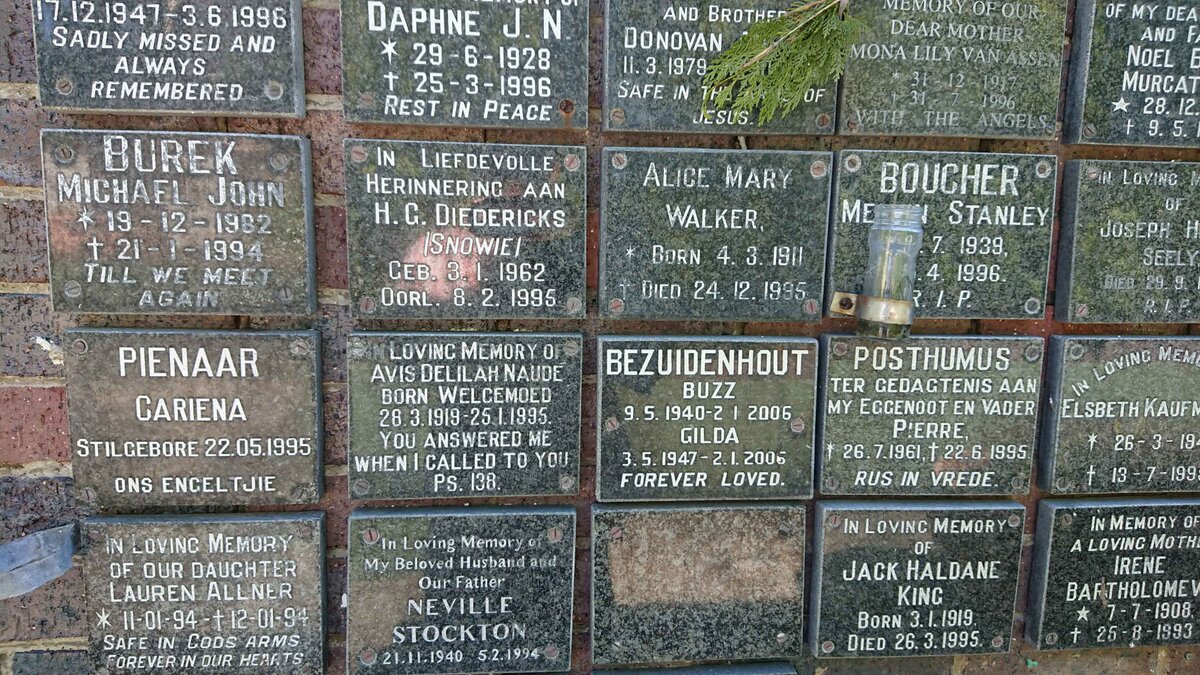 17.12.1947-3.6.1996
SADLY MISSED AND
ALWAYS
REMEMBERED
DAPHNE J. N.
* 29-6-1928
† 25-3-1996
REST IN PEACE
AND BROTHER
DONOVAN
11.3.1979
SAFE IN OF
JESUS.
MEMORY OF OUR
DEAR MOTHER
MONA LILY VAN ASSEN
* 31.12.1917
† 31.7.1996
WITH THE ANGELS
OF MY
AND
NOEL
MURCAT
* 28.12
† 9.5.
BUREK
MICHAEL JOHN
* 19-12-1982
† 21-1-1994
TILL WE MEET
AGAIN
IN LIEFDEVOLLE
HERINNERING AAN
H.G. DIEDERICKS
(SNOWIE)
GEB. 3.1.1962
OORL. 8.2.1995
ALICE MARY
WALKER,
* BORN 4.3.1911
† DIED 24.12.1995
BOUCHER
STANLEY
7.1939,
4.1996.
R.I.P.
IN LOVING
OF
JOSEPH
SEELY
DIED 29.9.
R.I.P.
PIENAAR
CARIENA
STILGEBORE 22.05.1995
ONS ENGELTJIE
IN LOVING MEMORY OF
AVIS DELILAH NAUDE
BORN WELGEMOED
28.3.1919-25.1.1995.
YOU ANSWERED ME
WHEN I CALLED TO YOU
PS. 138.
BEZUIDENHOUT
BUZZ
9.5.1940-2.1.2006
GILDA
3.5.1947-2.1.2006
FOREVER LOVED.
POSTHUMUS
TER GEDAGTENIS AAN
MY EGGENOOT EN VADER
PIERRE,
† 26.7.1961, † 22.6.1995
RUS IN VREDE.
IN LOVING
ELSBETH
* 26-3-19
† 13-7-199
IN LOVING MEMORY
OF OUR DAUGHTER
LAUREN ALLNER
* 11-01-94-† 12-01-94
SAFE IN GODS ARMS
FOREVER IN OUR HEARTS
In Loving Memory of
My Beloved Husband and
Our Father
NEVILLE
STOCKTON
21.11.1940 5.2.1994
IN LOVING MEMORY
OF
JACK HALDANE
KING
BORN 3.1.1919.
DIED 26.3.1995.
IN MEMORY OF
A LOVING
IRENE
BARTHOLOMEW
* 7-7-1908
† 25-8-1993